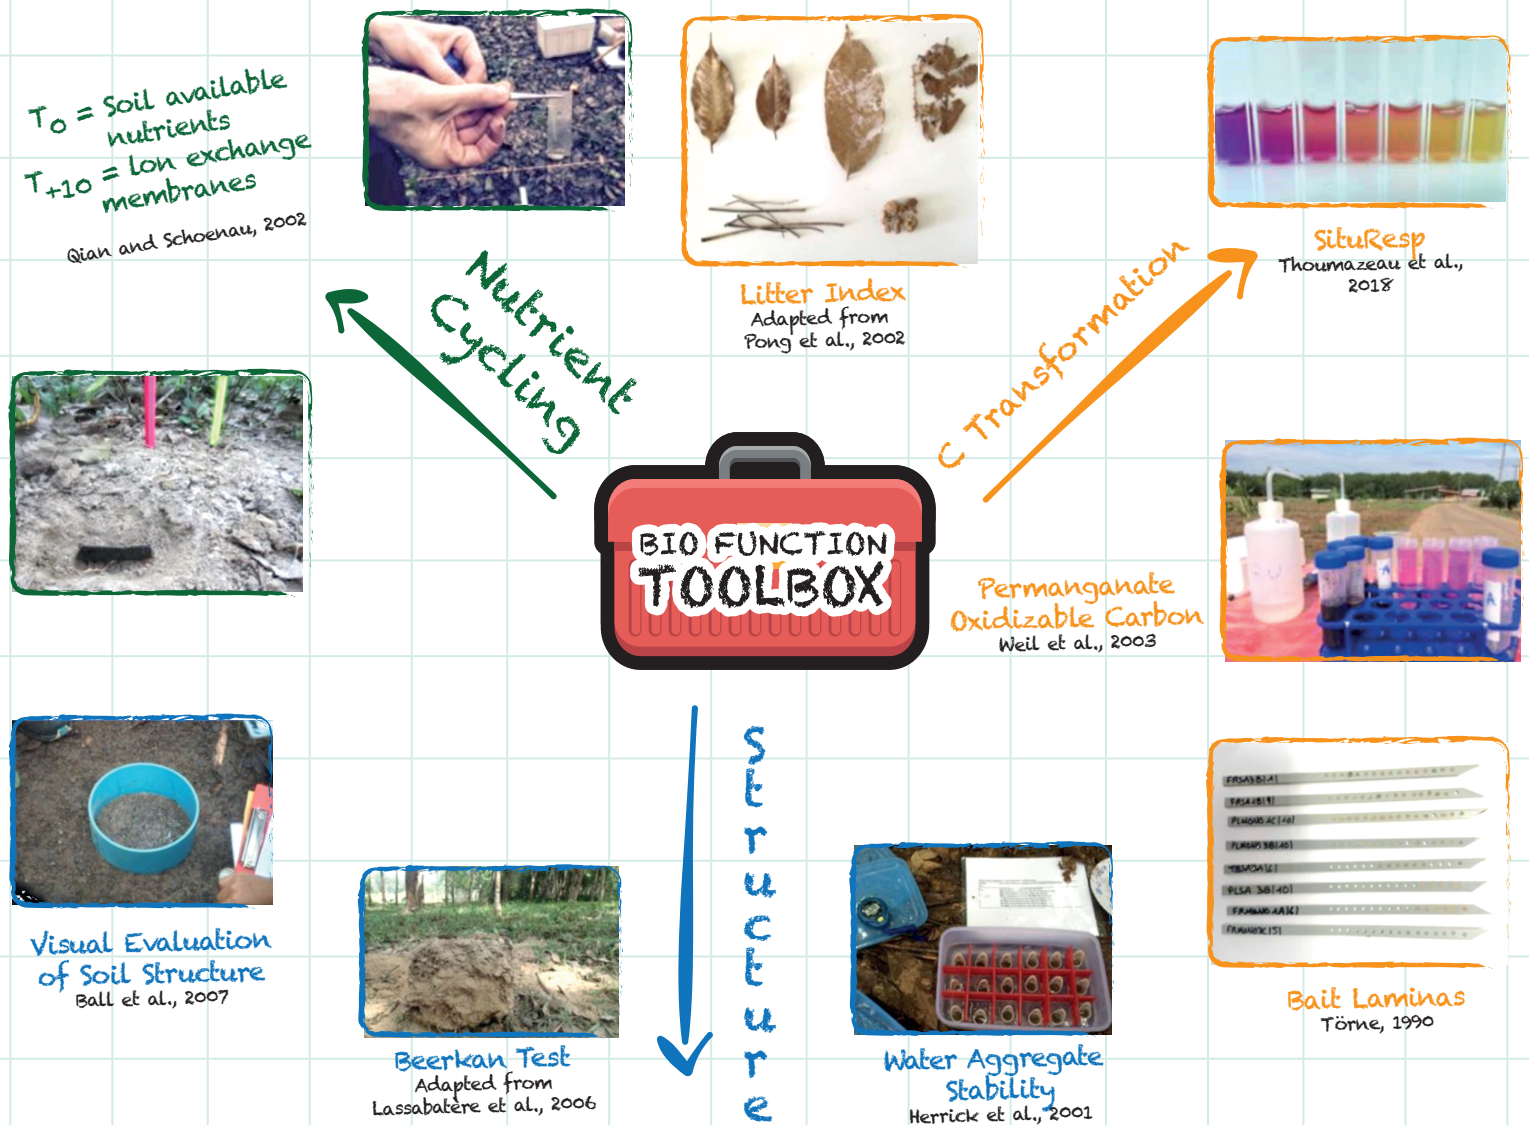 T0 = Soil available
nutrients
T+10 = Ion exchange
membranes
Qian and Schoenau, 2002
Nutrient
Cycling
Litter Index
Adapted from
Pong et al., 2002
C Transformation
SituResp
Thoumazeau et al.,
2018
BIO FUNCTION
TOOLBOX
Permanganate
Oxidizable Carbon
Weil et al., 2003
A
A
Structure
Visual Evaluation
of Soil Structure
Ball et al., 2007
Beerkan Test
Adapted from
Lassabatère et al., 2006
Water Aggregate
Stability
Herrick et al., 2001
Bait Laminas
Törne, 1990